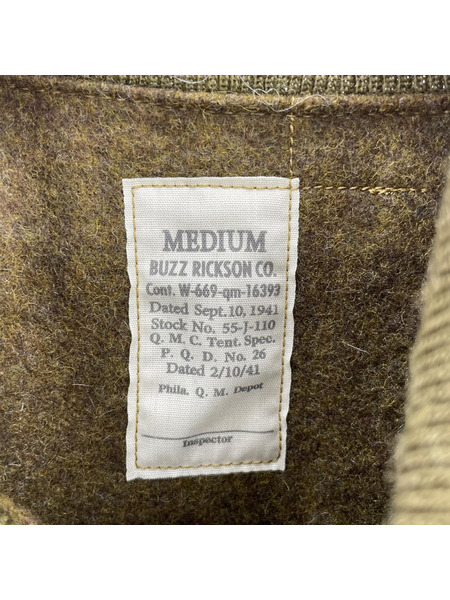 MEDIUM
BUZZ RICKSON CO.
Cont. W-669-qm-16393
Dated Sept. 10, 1941
Stock No. 55-J-110
Q. M. C. Tent. Spec.
P. Q. D. No. 26
Dated 2/10/41
Phila. Q. M. Depot
Inspector